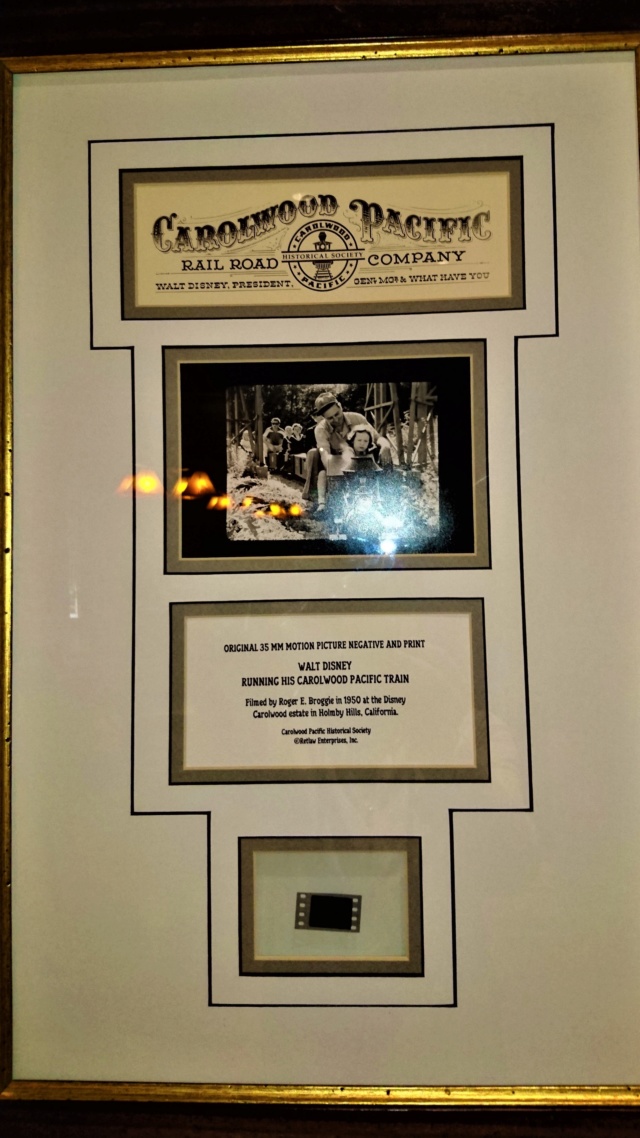 CAROLWOOD PACIFIC
CAROLWOOD
RAIL ROAD HISTORICAL SOCIETY COMPANY
PACIFIC
WALT DISNEY, PRESIDENT, GENL MGR & WHAT HAVE YOU
ORIGINAL 35 MM MOTION PICTURE NEGATIVE AND PRINT
WALT DISNEY
RUNNING HIS CAROLWOOD PACIFIC TRAIN
Filmed by Roger E. Broggie in 1950 at the Disney
Carolwood estate in Holmby Hills, California.
Carolwood Pacific Historical Society
©Retlaw Enterprises, Inc.